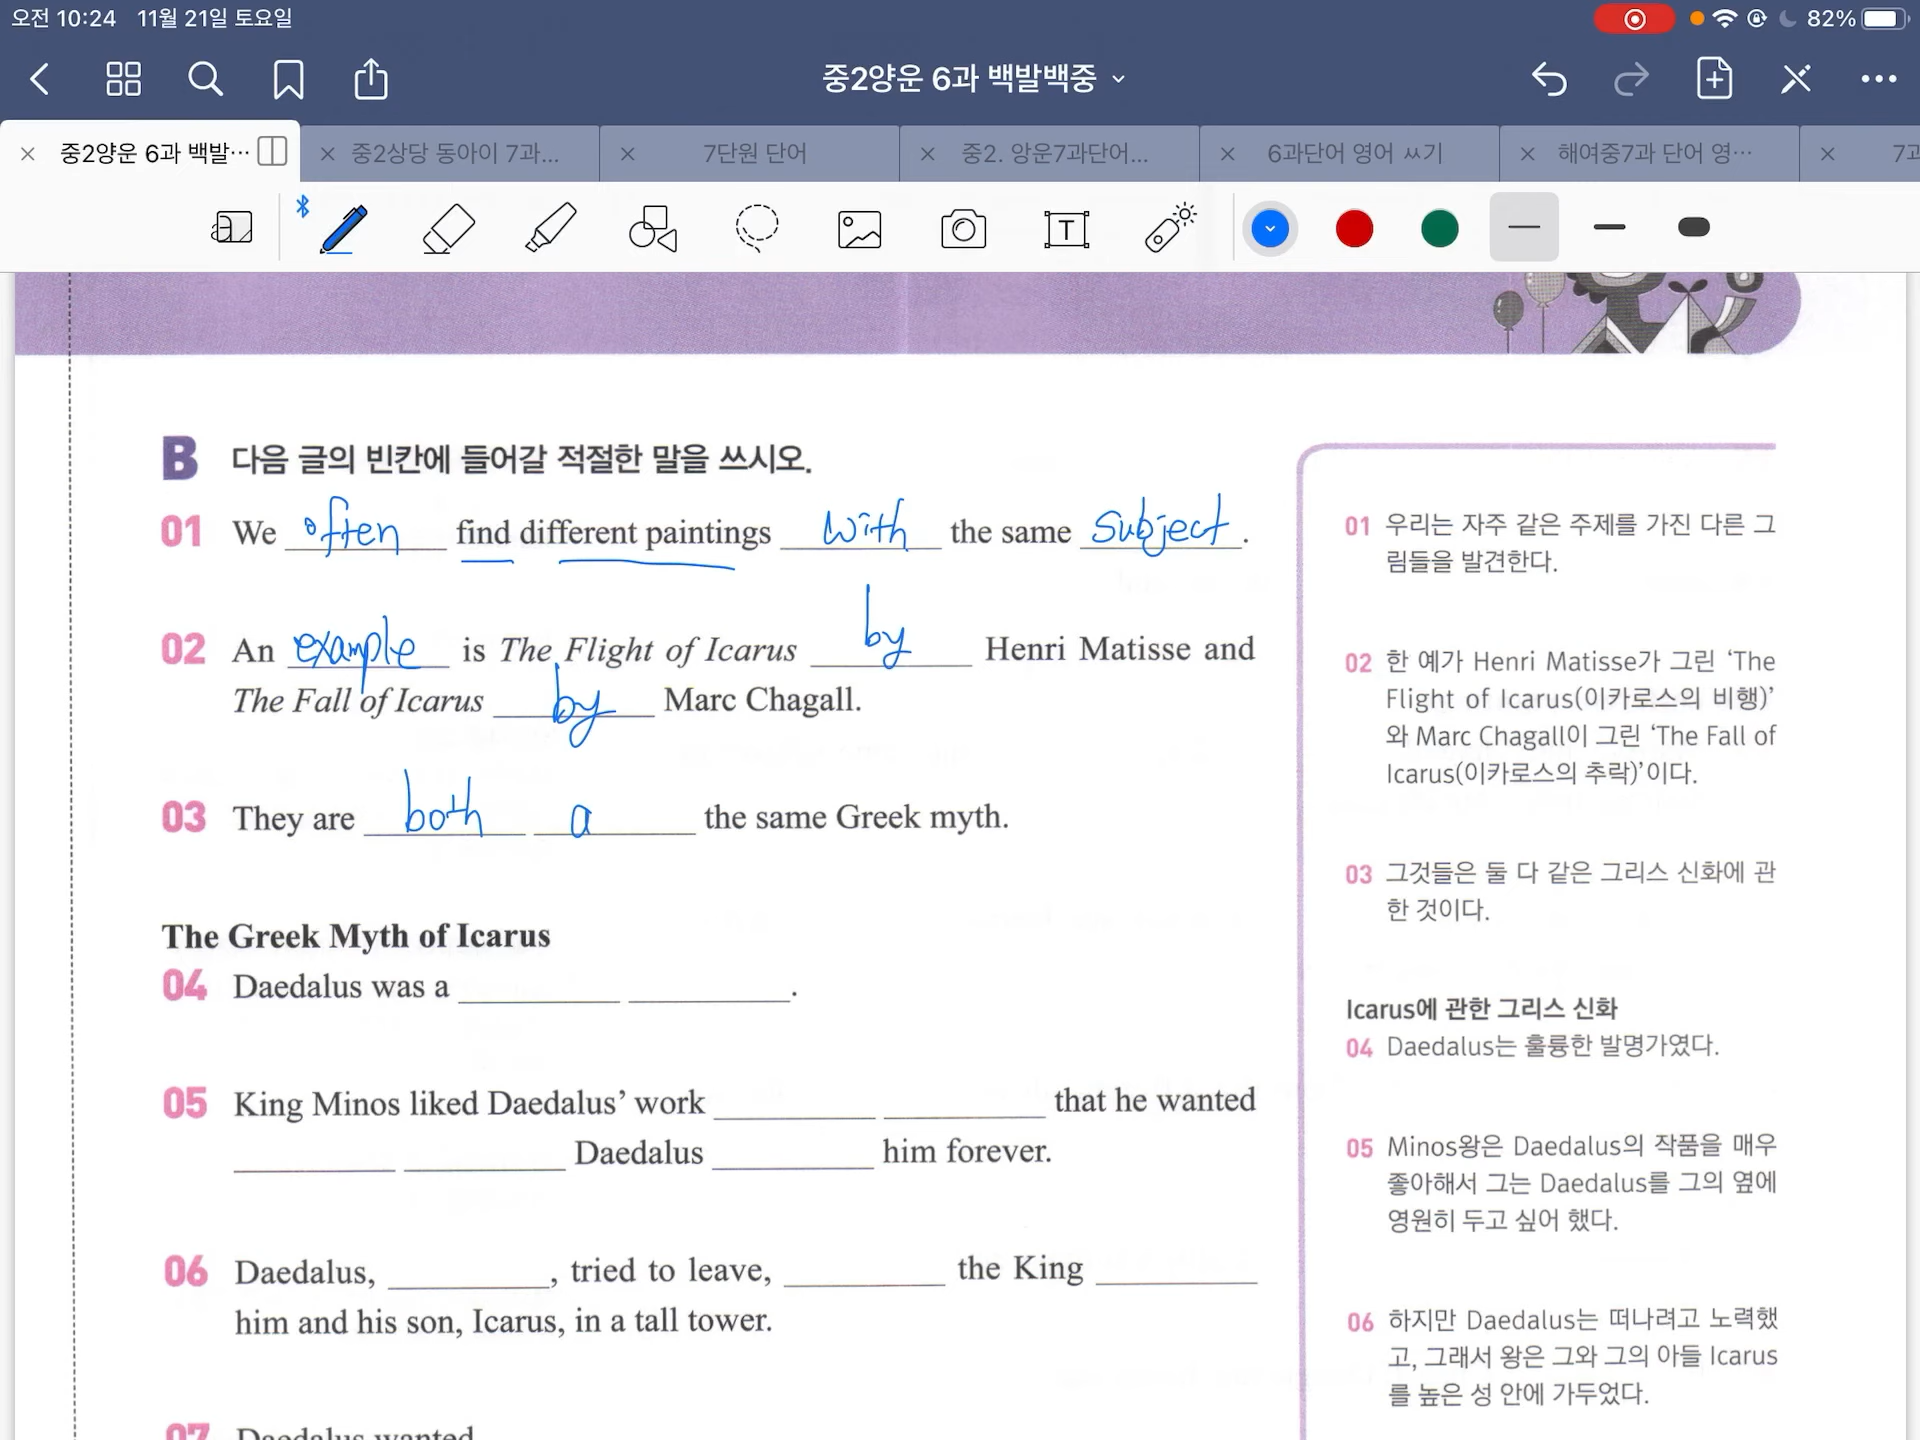 오전 10:24 11월 21일 토요일
82%
중2양운 6과 백발백중
중2양운 6과 백발… 중2상당 동아이 7과... 7단원 단어 중2. 앙운7과단어... 6과단어 영어 ㅆ기 해여중7과 단어 영… 7과
B 다음 글의 빈칸에 들어갈 적절한 말을 쓰시오.
01 We often find different paintings with the same subject.
02 An example is The Flight of Icarus by Henri Matisse and
The Fall of Icarus by Marc Chagall.
03 They are both a the same Greek myth.
The Greek Myth of Icarus
04 Daedalus was a
05 King Minos liked Daedalus’ work that he wanted
Daedalus him forever.
06 Daedalus, , tried to leave, the King
him and his son, Icarus, in a tall tower.
07 Daedalus wanted
01 우리는 자주 같은 주제를 가진 다른 그
림들을 발견한다.
02 한 예가 Henri Matisse가 그린 ‘The
Flight of Icarus(이카로스의 비행)’
와 Marc Chagall이 그린 ‘The Fall of
Icarus(이카로스의 추락)’이다.
03 그것들은 둘 다 같은 그리스 신화에 관
한 것이다.
Icarus에 관한 그리스 신화
04 Daedalus는 훌륭한 발명가였다.
05 Minos왕은 Daedalus의 작품을 매우
좋아해서 그는 Daedalus를 그의 옆에
영원히 두고 싶어 했다.
06 하지만 Daedalus는 떠나려고 노력했
고, 그래서 왕은 그와 그의 아들 Icarus
를 높은 성 안에 가두었다.